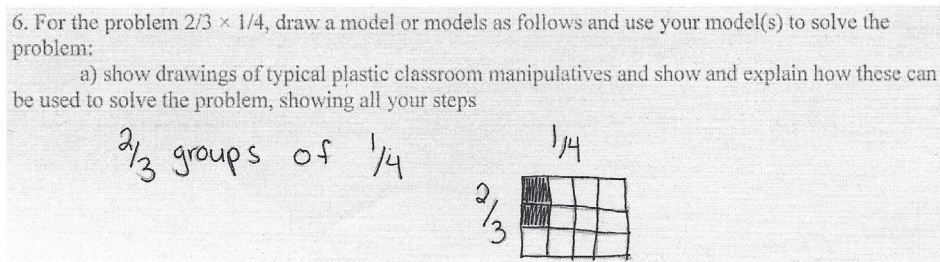 6. For the problem 2/3 × 1/4, draw a model or models as follows and use your model(s) to solve the
problem:
a) show drawings of typical plastic classroom manipulatives and show and explain how these can
be used to solve the problem, showing all your steps
2/3 groups of 1/4
1/4
2/3